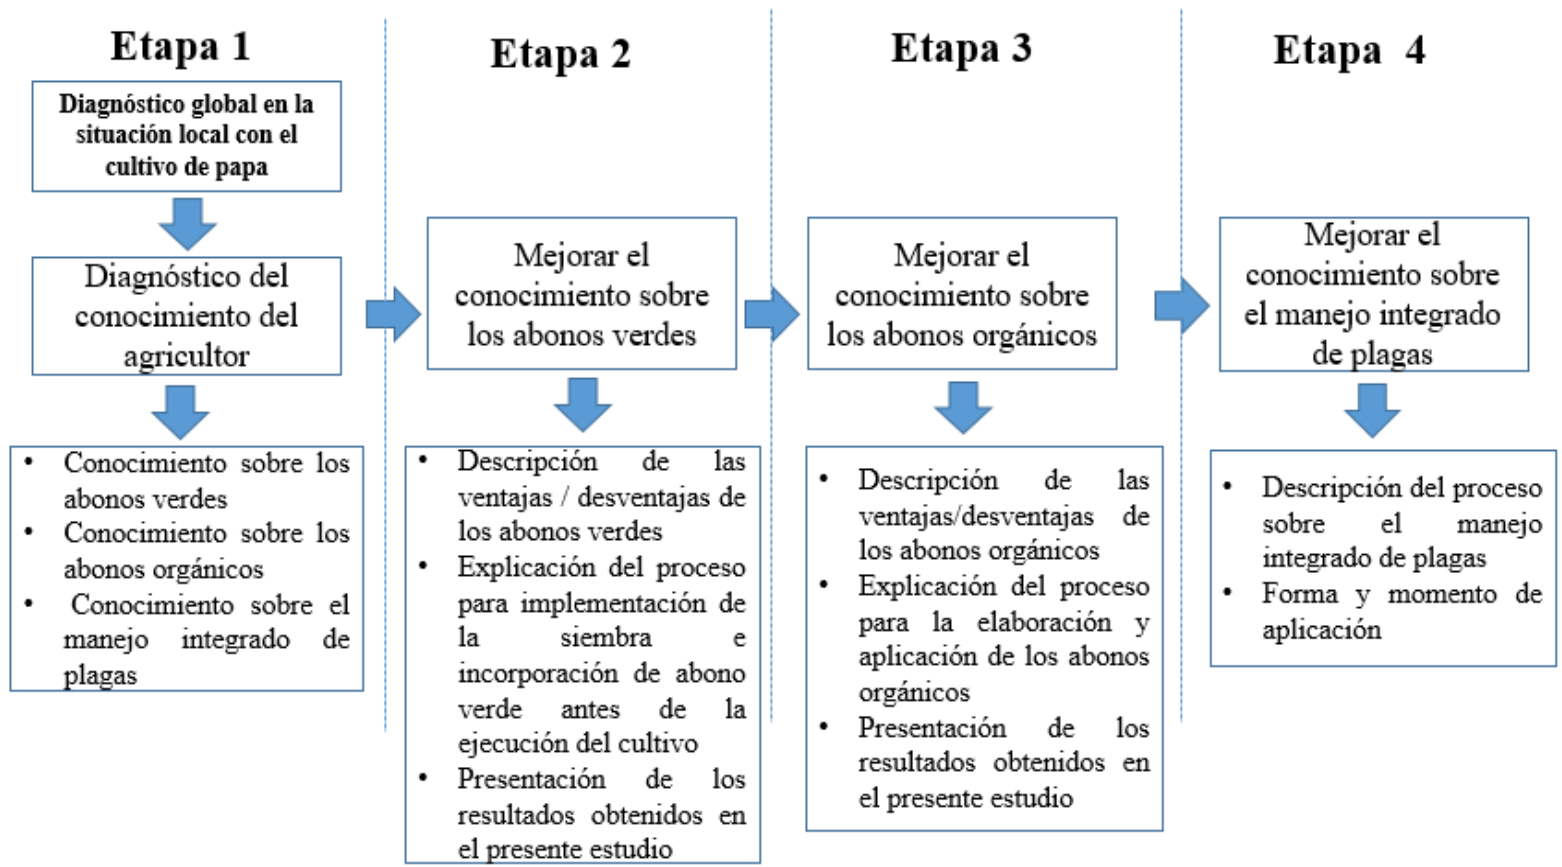 Etapa 1
Diagnóstico global en la
situación local con el
cultivo de papa
Diagnóstico del
conocimiento del
agricultor
• Conocimiento sobre los
abonos verdes
• Conocimiento sobre los
abonos orgánicos
• Conocimiento sobre el
manejo integrado de
plagas
Etapa 2
Mejorar el
conocimiento sobre
los abonos verdes
• Descripción de las
ventajas / desventajas de
los abonos verdes
• Explicación del proceso
para implementación de
la siembra e
incorporación de abono
verde antes de la
ejecución del cultivo
• Presentación de los
resultados obtenidos en
el presente estudio
Etapa 3
Mejorar el
conocimiento sobre
los abonos orgánicos
• Descripción de las
ventajas/desventajas de
los abonos orgánicos
• Explicación del proceso
para la elaboración y
aplicación de los abonos
orgánicos
• Presentación de los
resultados obtenidos en
el presente estudio
Etapa 4
Mejorar el
conocimiento sobre
el manejo integrado
de plagas
• Descripción del proceso
sobre el manejo
integrado de plagas
• Forma y momento de
aplicación